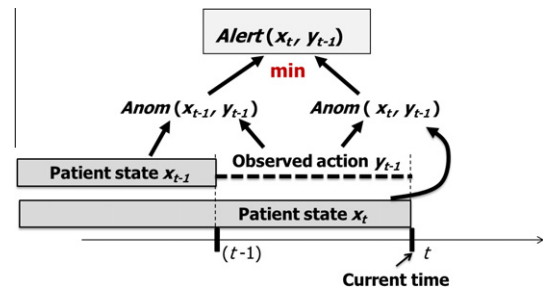 Alert (xt, yt-1)
min
Anom (xt-1, yt-1)
Anom ( xt, yt-1)
Observed action yt-1
Patient state xt-1
Patient state xt
(t-1)
t
Current time